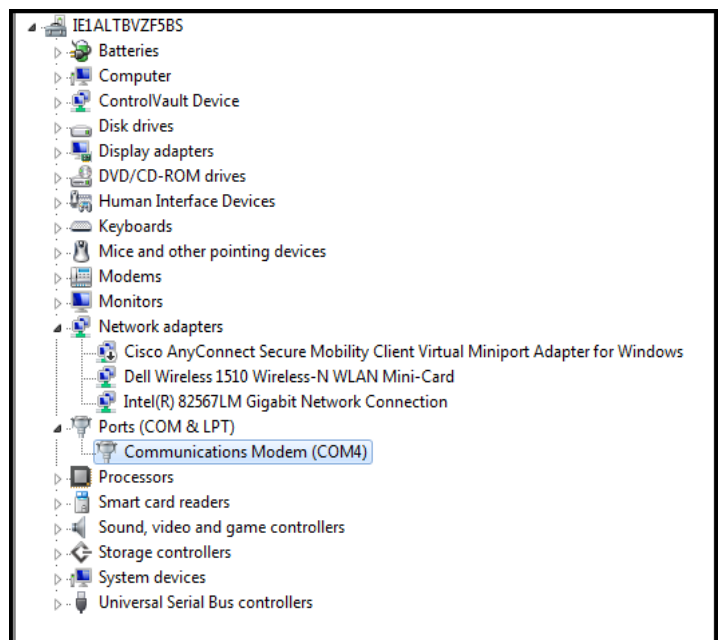 IE1ALTBVZF5BS
Batteries
Computer
ControlVault Device
Disk drives
Display adapters
DVD/CD-ROM drives
Human Interface Devices
Keyboards
Mice and other pointing devices
Modems
Monitors
Network adapters
Cisco AnyConnect Secure Mobility Client Virtual Miniport Adapter for Windows
Dell Wireless 1510 Wireless-N WLAN Mini-Card
Intel(R) 82567LM Gigabit Network Connection
Ports (COM & LPT)
Communications Modem (COM4)
Processors
Smart card readers
Sound, video and game controllers
Storage controllers
System devices
Universal Serial Bus controllers